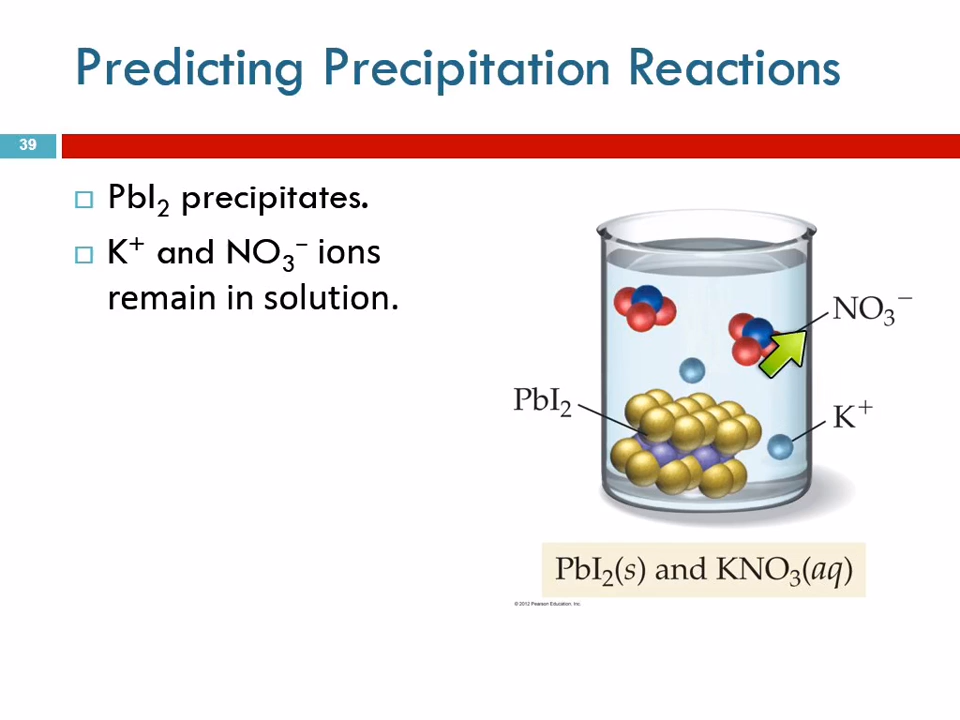 Predicting Precipitation Reactions
39
PbI₂ precipitates.
K⁺ and NO₃⁻ ions
remain in solution.
NO₃⁻
PbI₂
K⁺
PbI₂(s) and KNO₃(aq)
© 2012 Pearson Education, Inc.